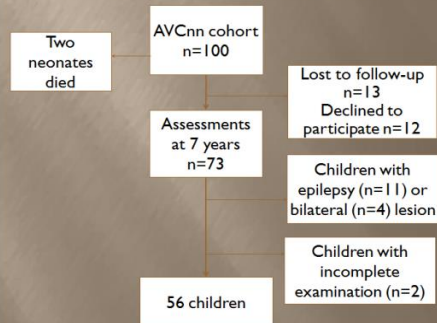 AVCnn cohort
n=100
Two
neonates
died
Lost to follow-up
n=13
Declined to
participate n=12
Assessments
at 7 years
n=73
Children with
epilepsy (n=11) or
bilateral (n=4) lesion
Children with
incomplete
examination (n=2)
56 children